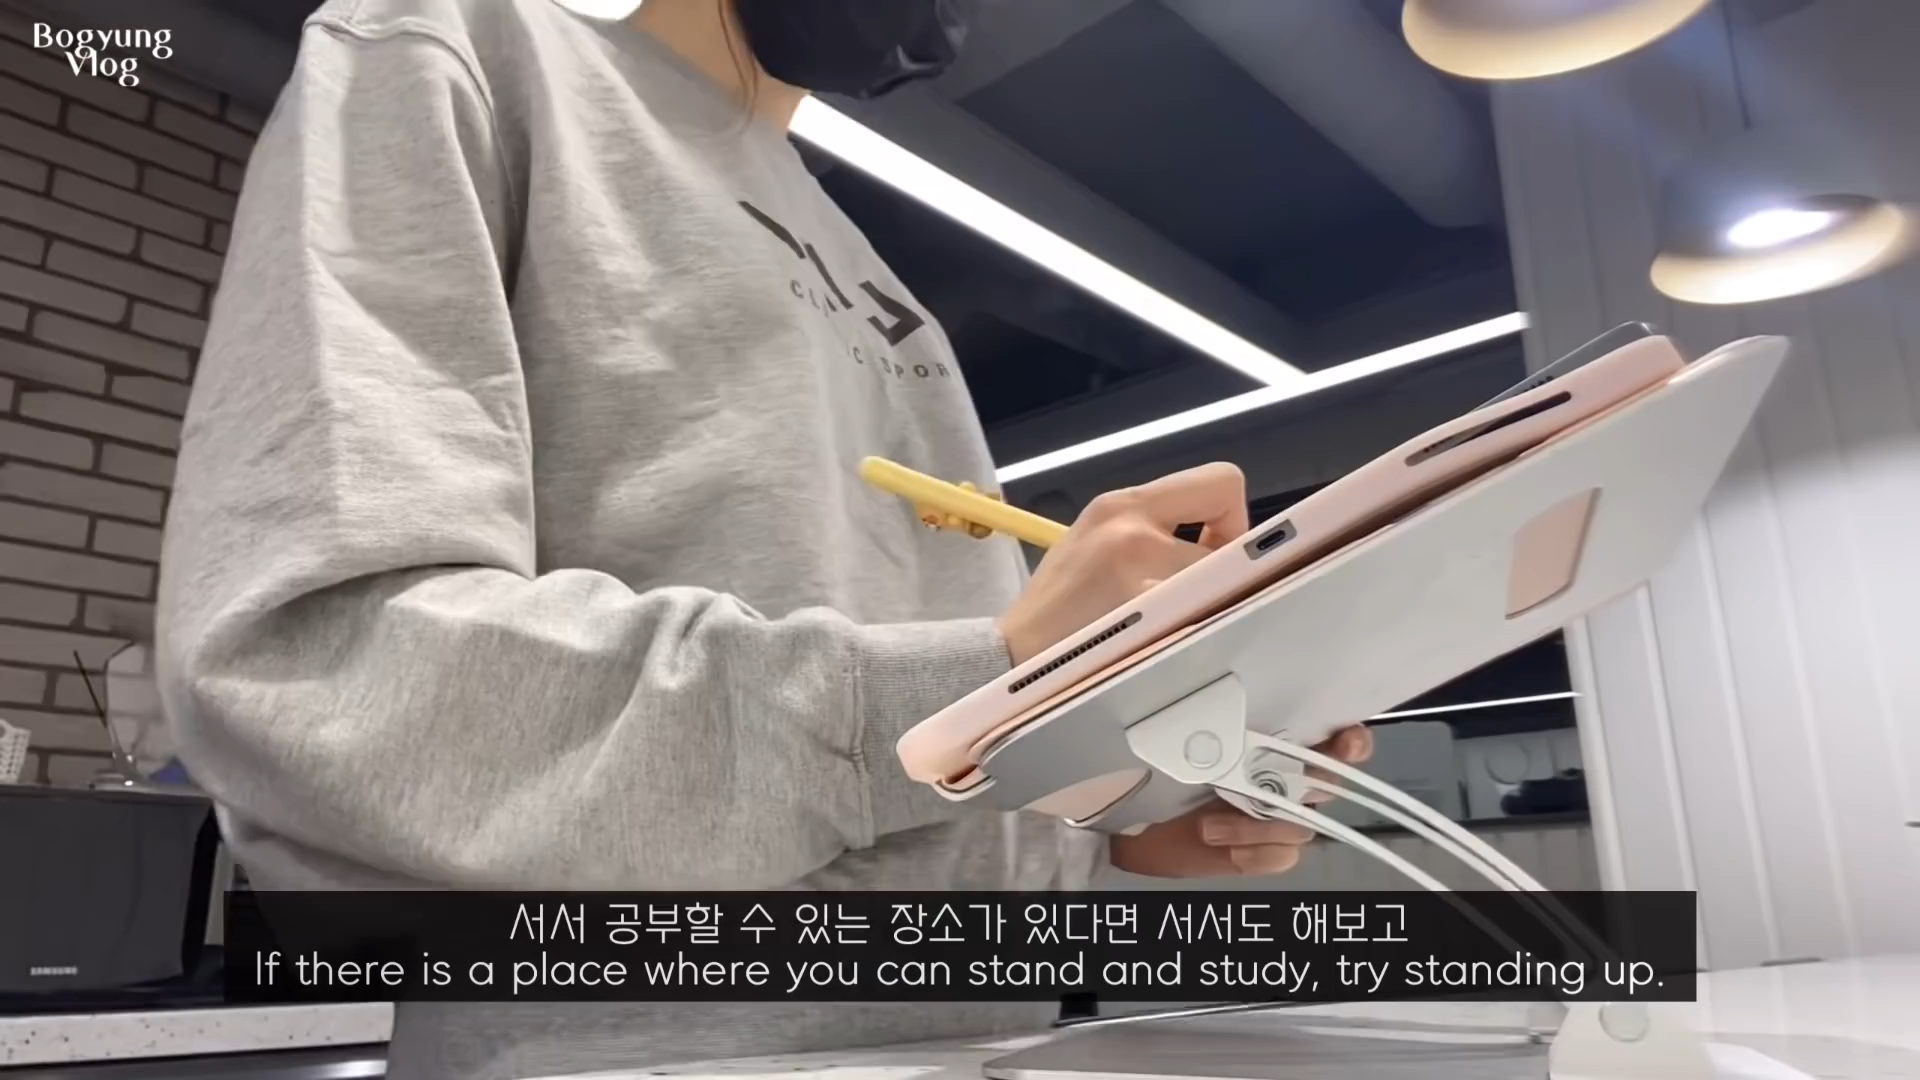 Bogyung
Vlog
서서 공부할 수 있는 장소가 있다면 서서도 해보고
If there is a place where you can stand and study, try standing up.
SAMSUNG